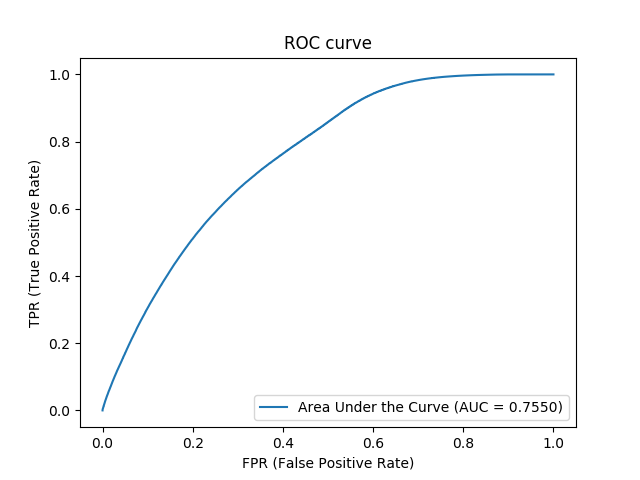 ROC curve
1.0
0.8
0.6
0.4
0.2
0.0
TPR (True Positive Rate)
Area Under the Curve (AUC = 0.7550)
0.0 0.2 0.4 0.6 0.8 1.0
FPR (False Positive Rate)